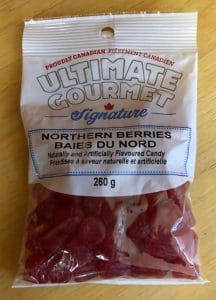 PROUDLY CANADIAN FIÈREMENT CANADIEN
ULTIMATE
GOURMET
Signature
NORTHERN BERRIES
BAIES DU NORD
Naturally and Artificially Flavoured Candy
Friandises à saveur naturelle et artificielle
260 g